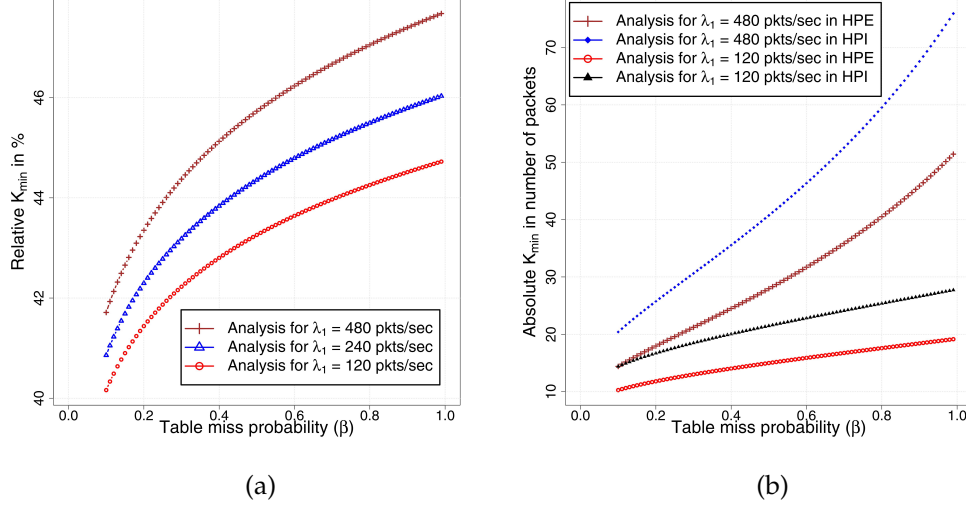 Relative K_min in %
46
44
42
40
Analysis for λ1 = 480 pkts/sec
Analysis for λ1 = 240 pkts/sec
Analysis for λ1 = 120 pkts/sec
0.0 0.2 0.4 0.6 0.8 1.0
Table miss probability (β)
(a)
Analysis for λ1 = 480 pkts/sec in HPE
Analysis for λ1 = 480 pkts/sec in HPI
Analysis for λ1 = 120 pkts/sec in HPE
Analysis for λ1 = 120 pkts/sec in HPI
Absolute K_min in number of packets
70
60
50
40
30
20
10
0.0 0.2 0.4 0.6 0.8 1.0
Table miss probability (β)
(b)